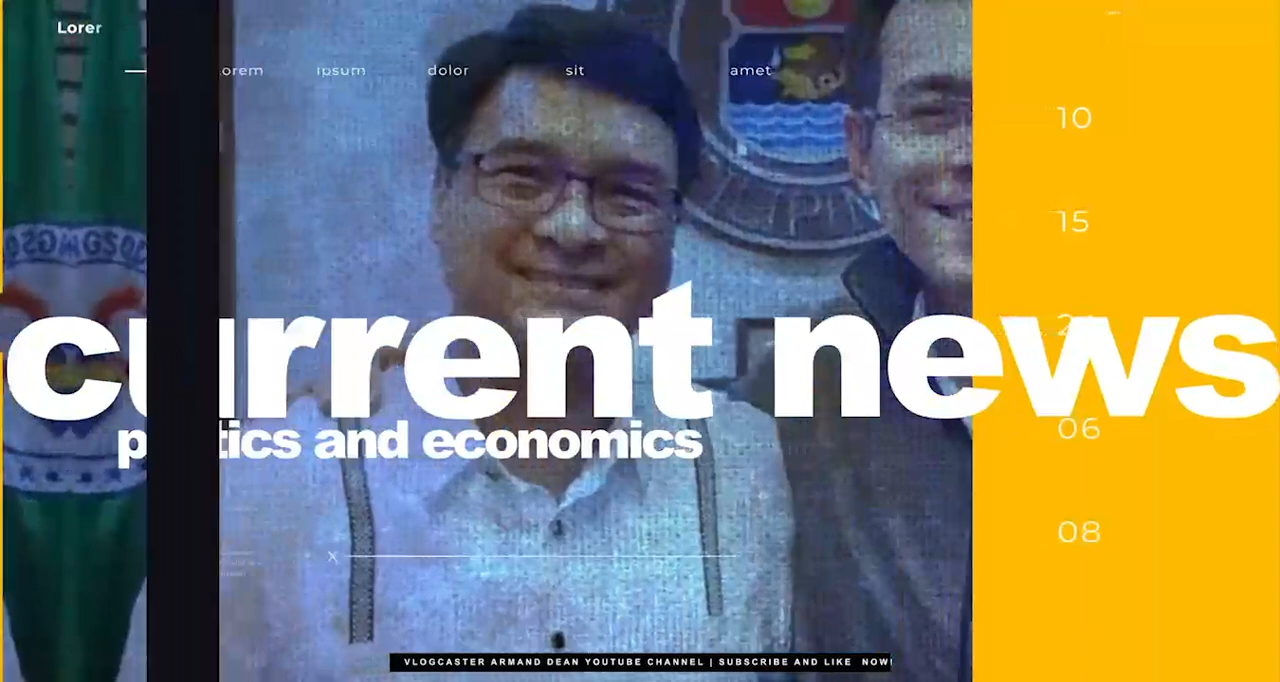 Lorer
orem ipsum dolor sit amet
10
15
current news
politics and economics
06
08
X
VLOGCASTER ARMAND DEAN YOUTUBE CHANNEL | SUBSCRIBE AND LIKE NOW!